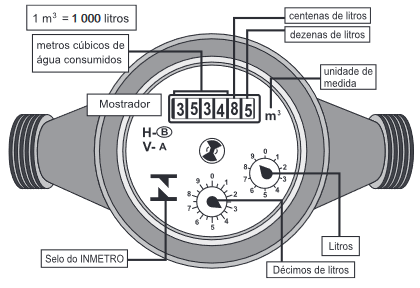 1 m³ = 1 000 litros
centenas de litros
dezenas de litros
metros cúbicos de
água consumidos
unidade de
medida
Mostrador
3 5 3 4 8 5
m³
H-B
V-A
0 1 2 3 4 5 6 7 8 9
0 1 2 3 4 5 6 7 8 9
Litros
Selo do INMETRO
Décimos de litros